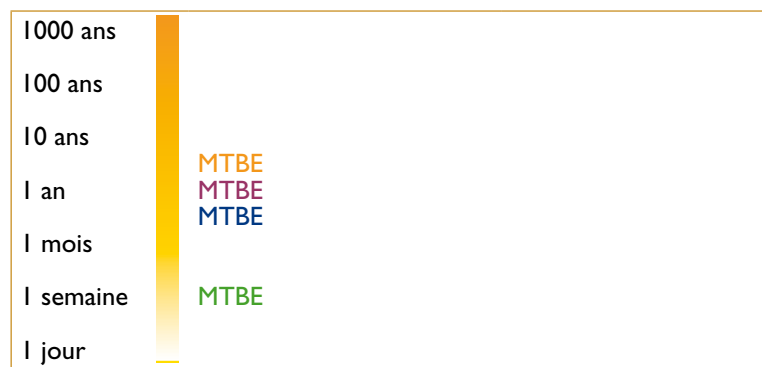 1000 ans
100 ans
10 ans
MTBE
1 an MTBE
MTBE
1 mois
1 semaine MTBE
1 jour